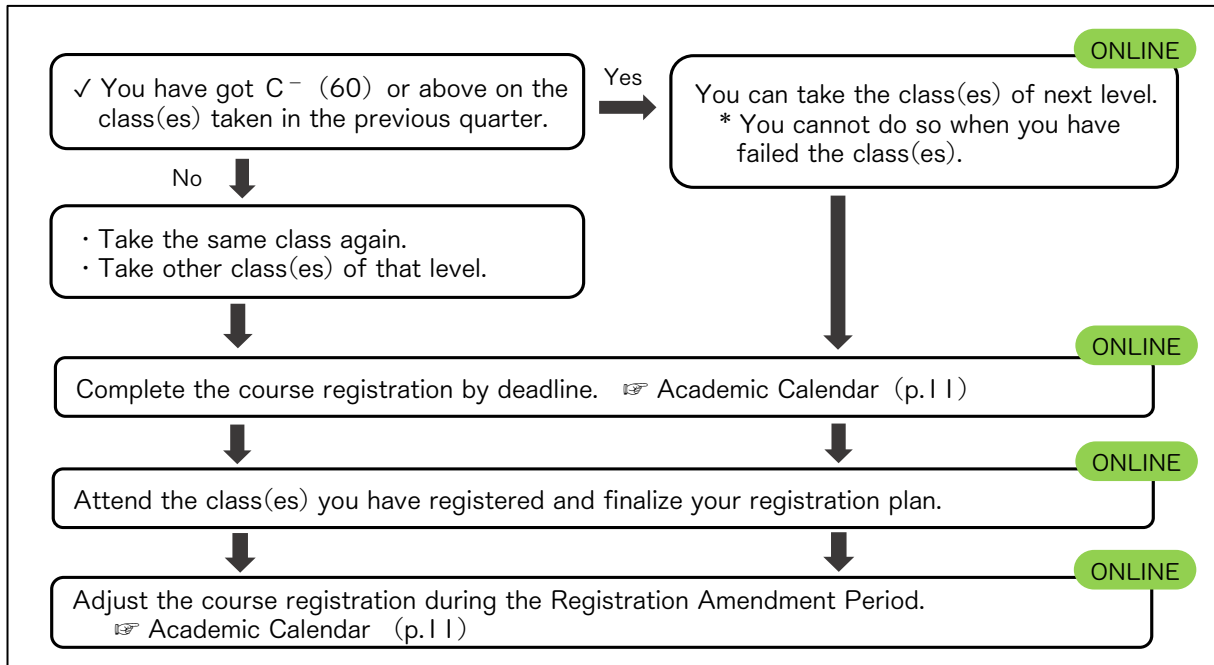 ONLINE
✓ You have got C⁻ (60) or above on the
class(es) taken in the previous quarter.
Yes
You can take the class(es) of next level.
* You cannot do so when you have
failed the class(es).
No
・Take the same class again.
・Take other class(es) of that level.
ONLINE
Complete the course registration by deadline. ☞ Academic Calendar (p.11)
ONLINE
Attend the class(es) you have registered and finalize your registration plan.
ONLINE
Adjust the course registration during the Registration Amendment Period.
☞ Academic Calendar (p.11)